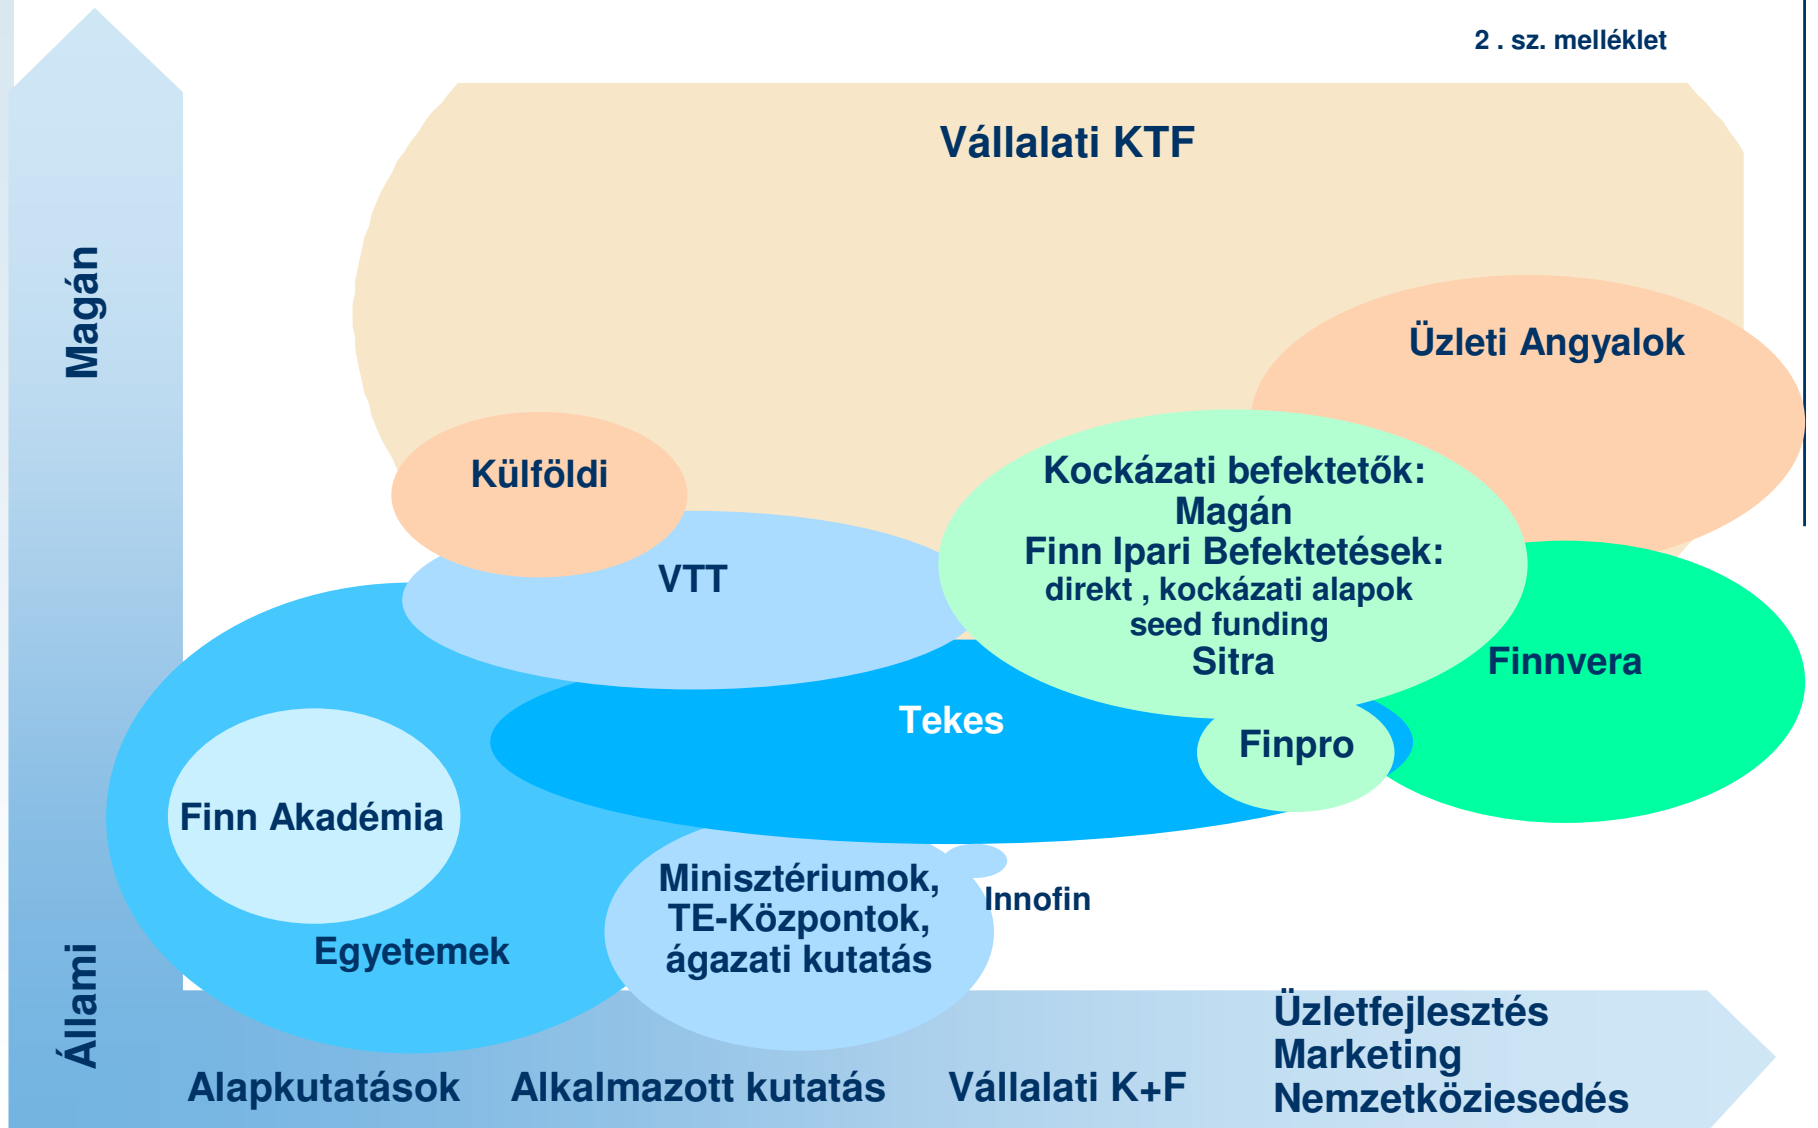 2 . sz. melléklet
Vállalati KTF
Magán
Üzleti Angyalok
Külföldi
Kockázati befektetők:
Magán
Finn Ipari Befektetések:
direkt , kockázati alapok
seed funding
Sitra
VTT
Finnvera
Tekes
Finpro
Finn Akadémia
Minisztériumok,
TE-Központok,
ágazati kutatás
Innofin
Egyetemek
Állami
Alapkutatások
Alkalmazott kutatás
Vállalati K+F
Üzletfejlesztés
Marketing
Nemzetköziesedés